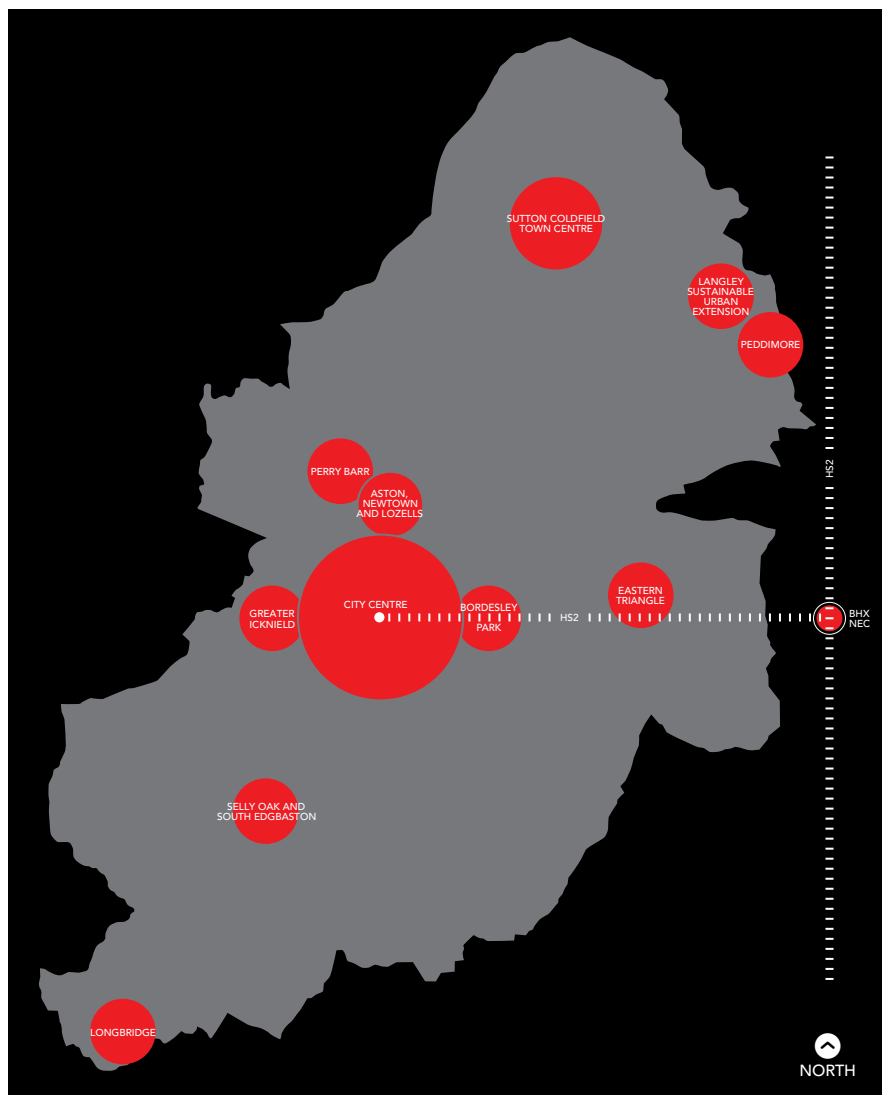 SUTTON COLDFIELD
TOWN CENTRE
LANGLEY
SUSTAINABLE
URBAN
EXTENSION
PEDDIMORE
HS2
PERRY BARR
ASTON,
NEWTOWN
AND LOZELLS
EASTERN
TRIANGLE
CITY CENTRE
BORDESLEY
PARK
GREATER
ICKNIELD
HS2
BHX
NEC
SELLY OAK AND
SOUTH EDGBASTON
LONGBRIDGE
NORTH